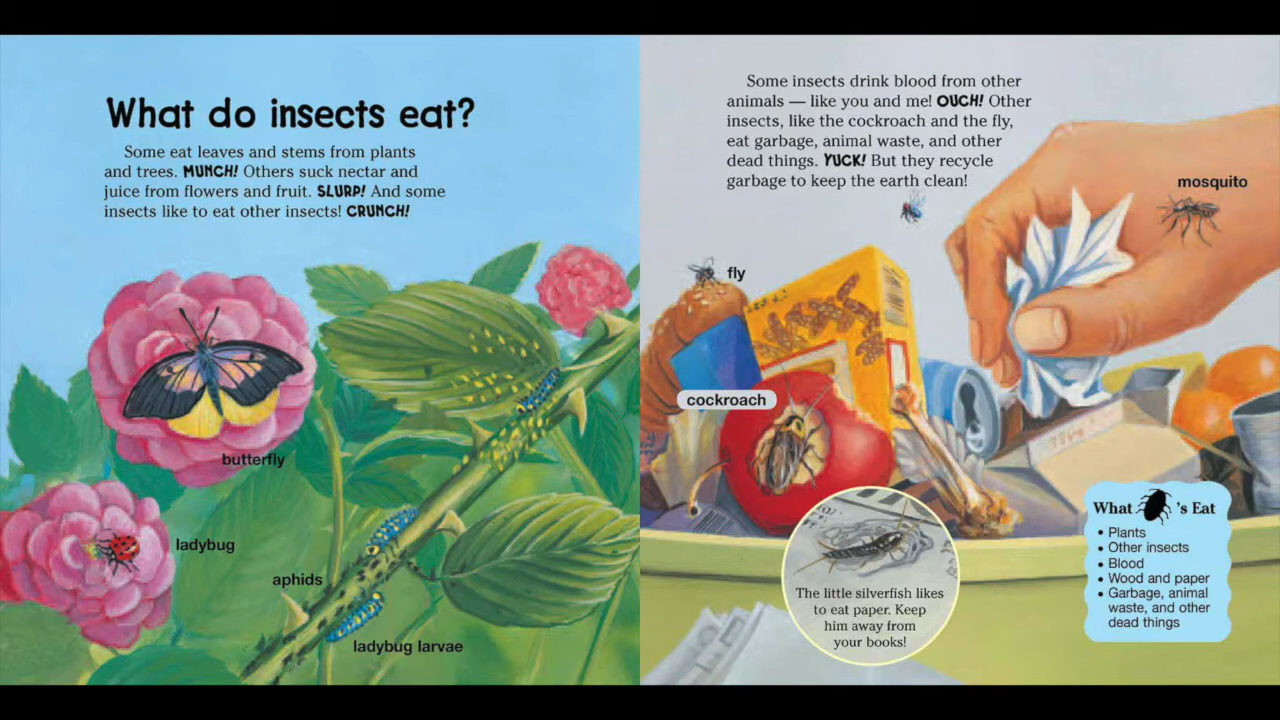 What do insects eat?
Some eat leaves and stems from plants
and trees. MUNCH! Others suck nectar and
juice from flowers and fruit. SLURP! And some
insects like to eat other insects! CRUNCH!
butterfly
ladybug
aphids
ladybug larvae
Some insects drink blood from other
animals — like you and me! OUCH! Other
insects, like the cockroach and the fly,
eat garbage, animal waste, and other
dead things. YUCK! But they recycle
garbage to keep the earth clean!
mosquito
fly
cockroach
The little silverfish likes
to eat paper. Keep
him away from
your books!
What 's Eat
• Plants
• Other insects
• Blood
• Wood and paper
• Garbage, animal
waste, and other
dead things